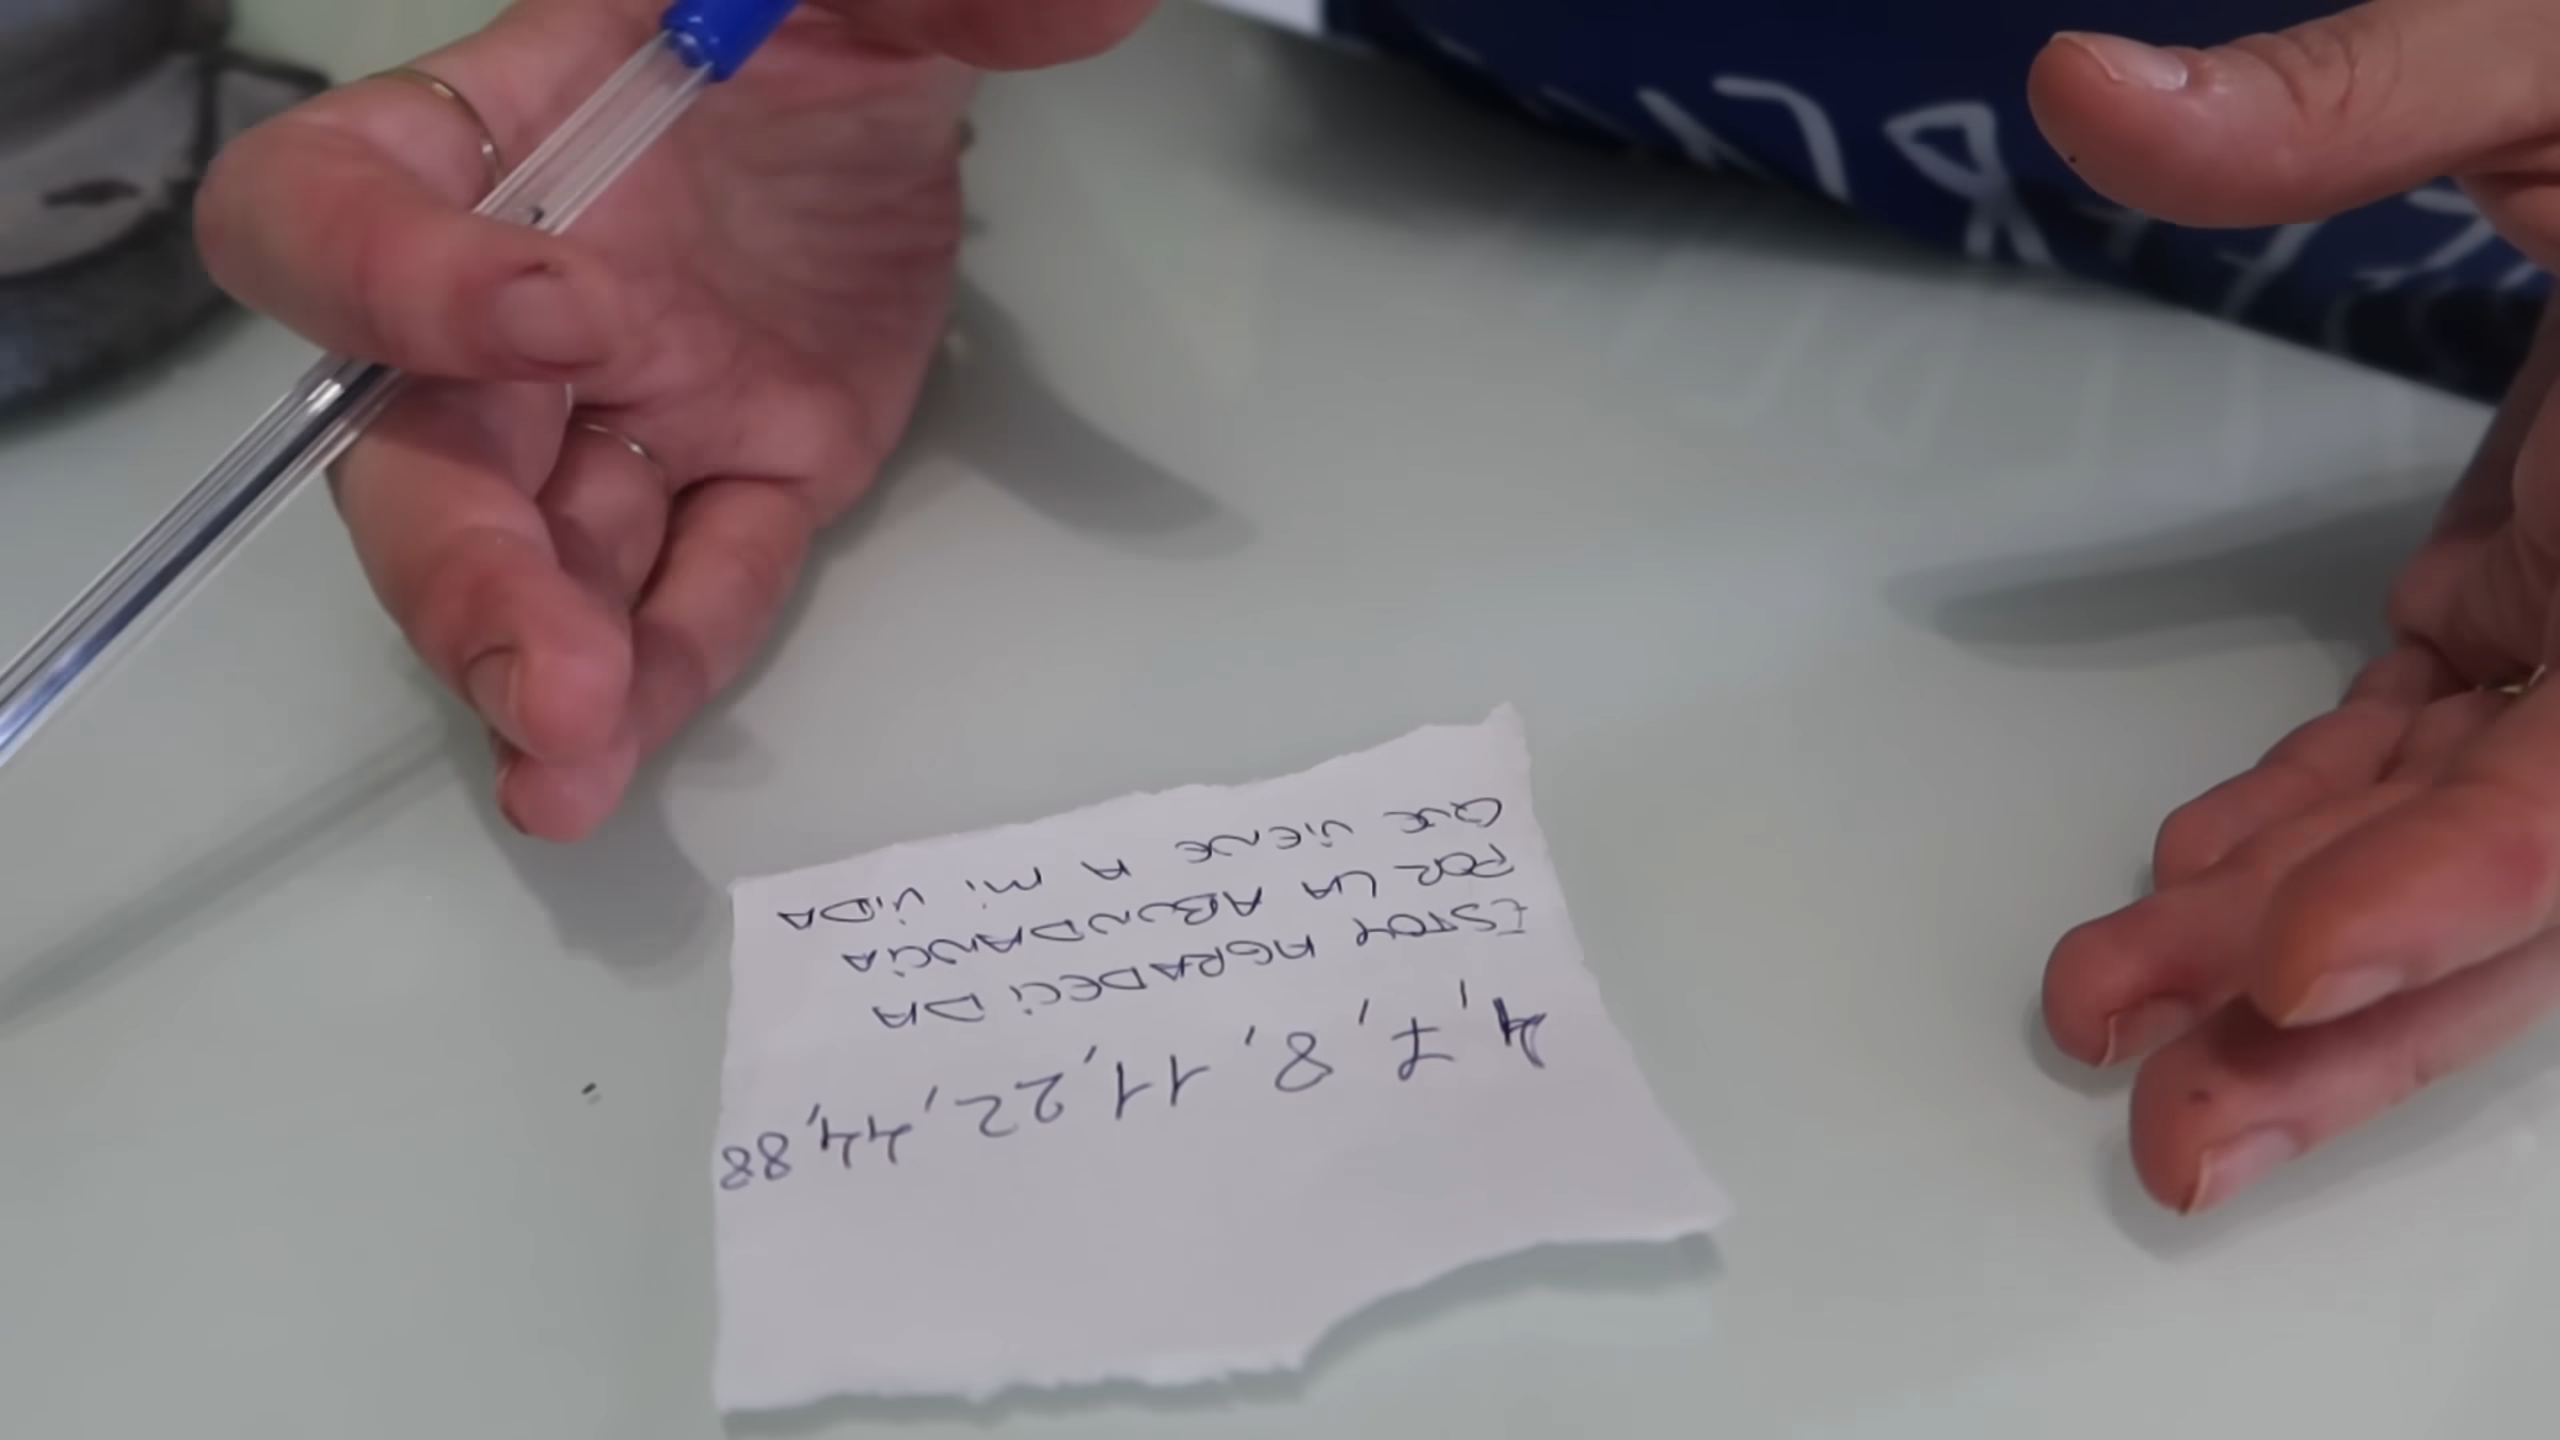 4, 7, 8, 11, 22, 44, 88
ESTOY AGRADECIDA
POR LA ABUNDANCIA
QUE VIENE A MI VIDA